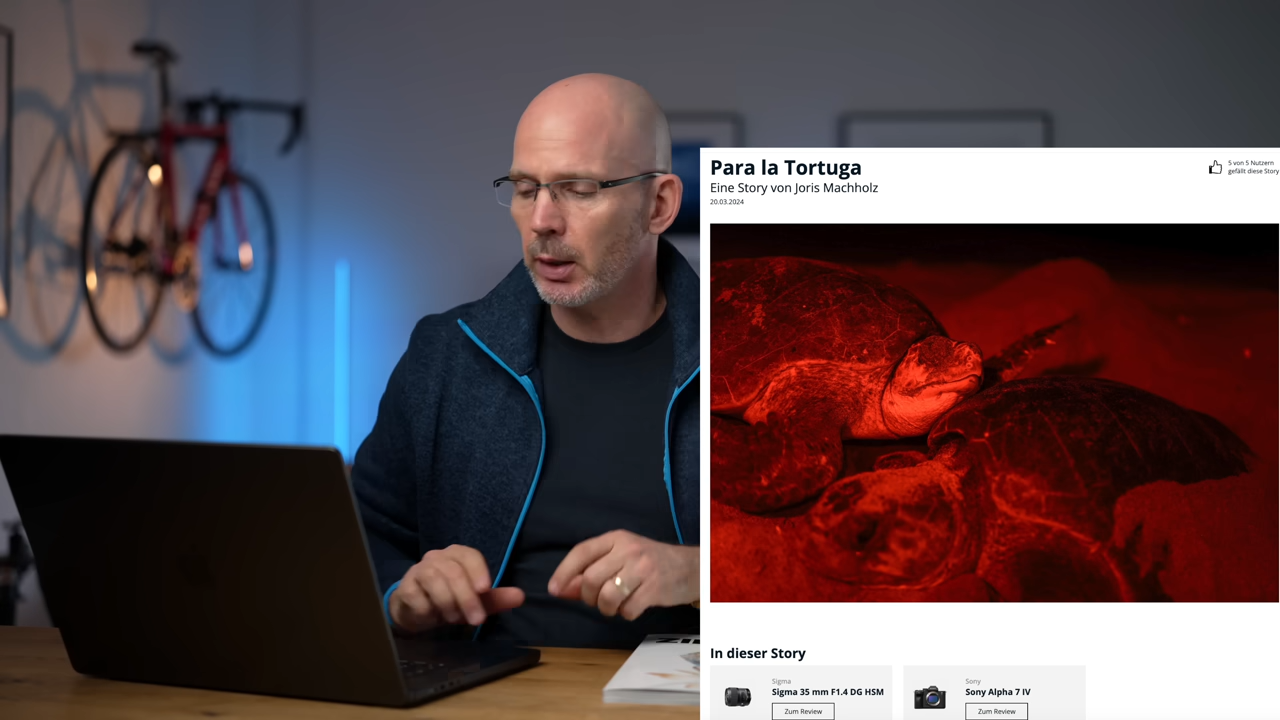 Para la Tortuga
Eine Story von Joris Machholz
20.03.2024
5 von 5 Nutzern
gefällt diese Story
In dieser Story
Sigma
Sigma 35 mm F1.4 DG HSM
Zum Review
Sony
Sony Alpha 7 IV
Zum Review